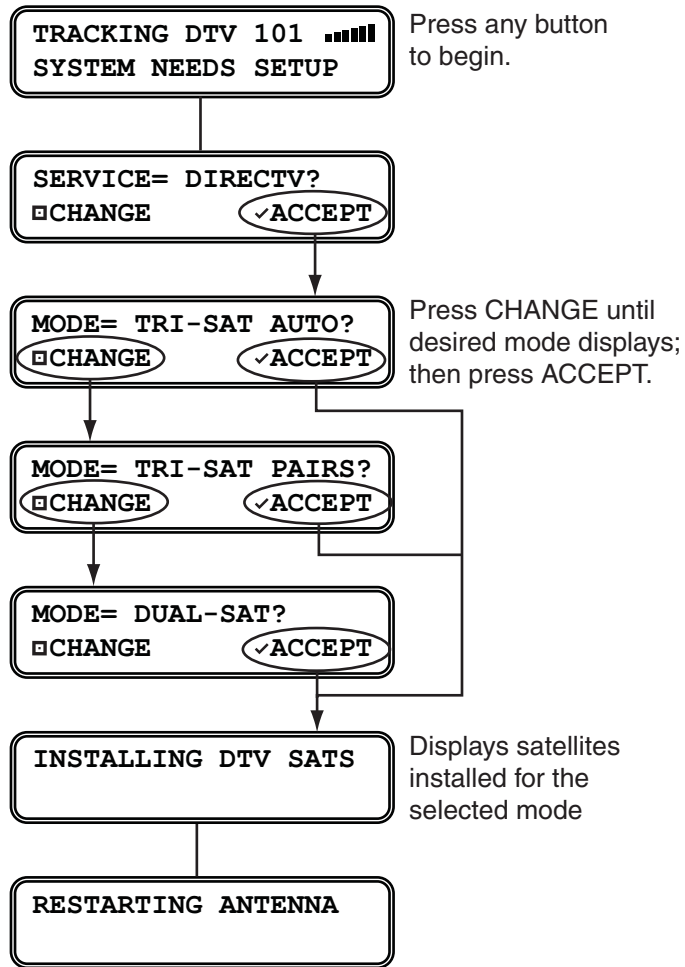 TRACKING DTV 101
SYSTEM NEEDS SETUP
Press any button
to begin.
SERVICE= DIRECTV?
⊡CHANGE ✓ACCEPT
MODE= TRI-SAT AUTO?
⊡CHANGE ✓ACCEPT
Press CHANGE until
desired mode displays;
then press ACCEPT.
MODE= TRI-SAT PAIRS?
⊡CHANGE ✓ACCEPT
MODE= DUAL-SAT?
⊡CHANGE ✓ACCEPT
INSTALLING DTV SATS
Displays satellites
installed for the
selected mode
RESTARTING ANTENNA